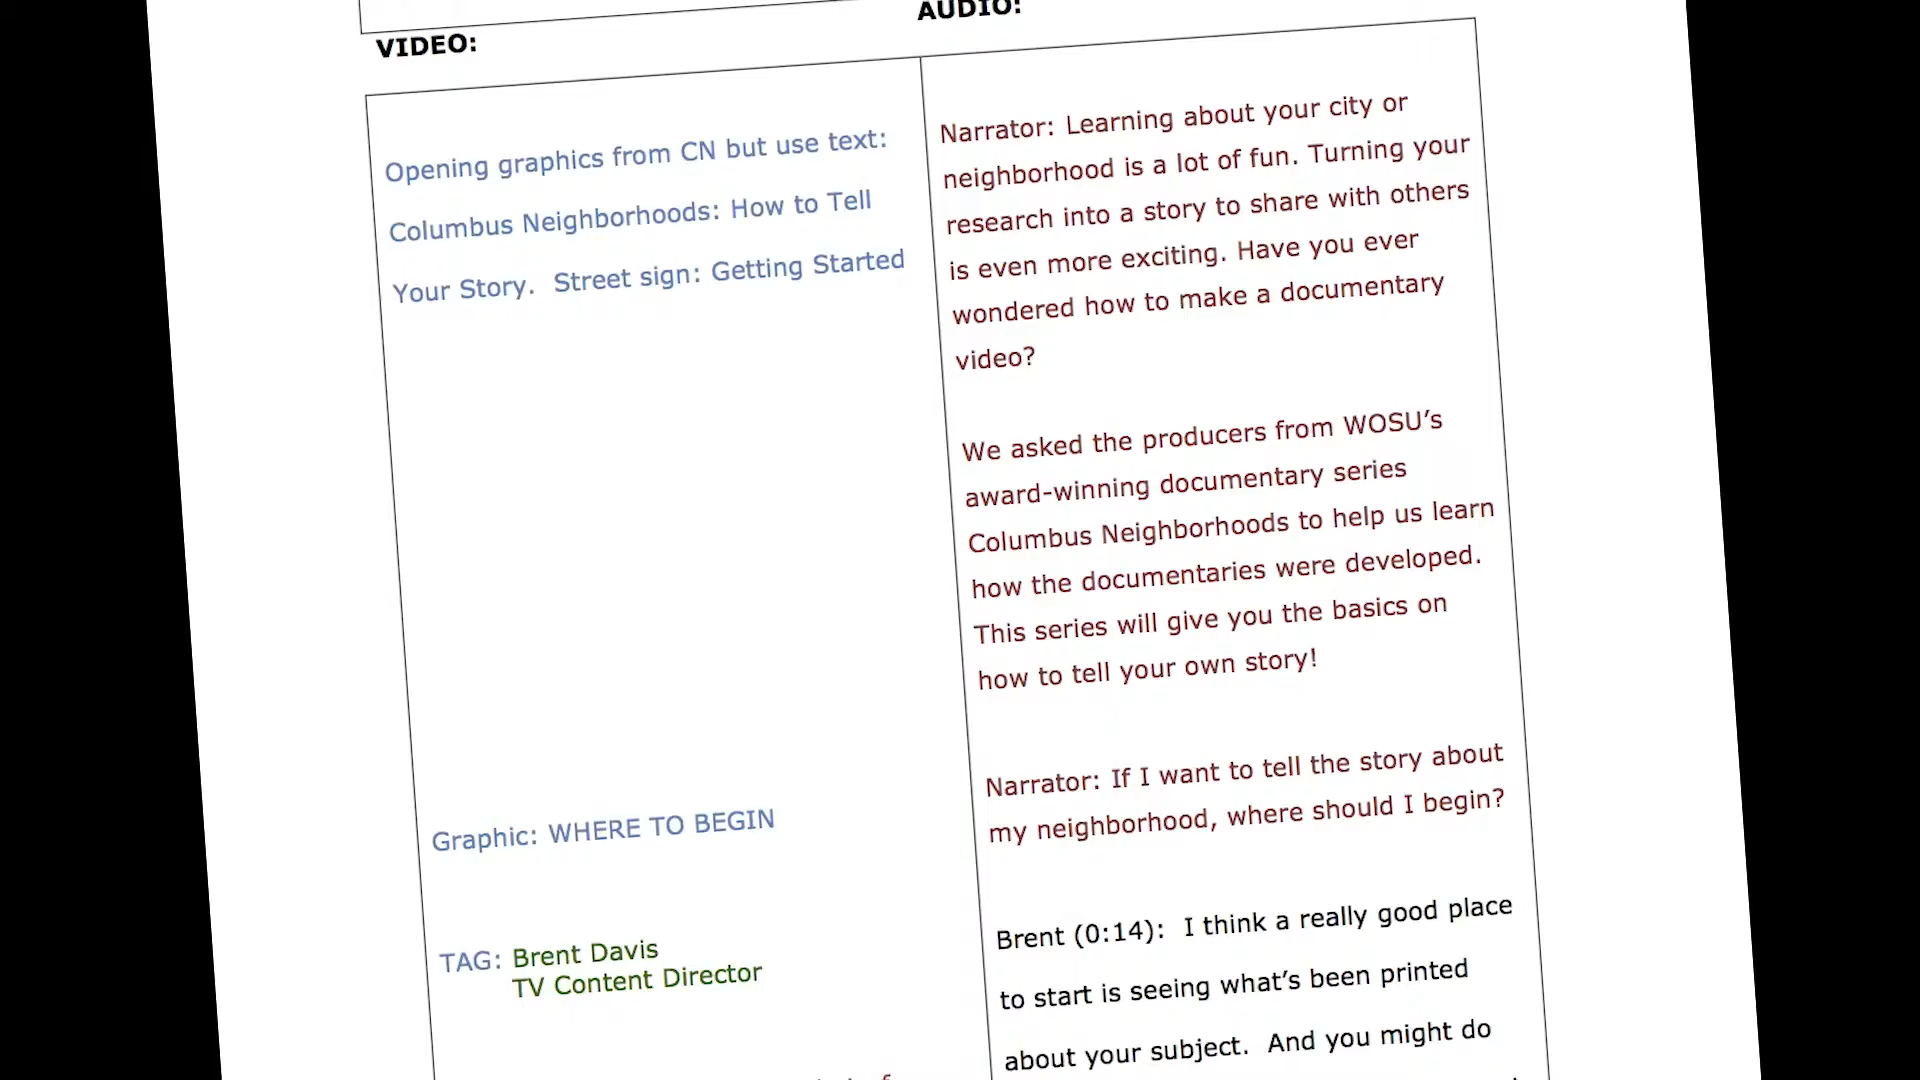 AUDIO:
VIDEO:
Opening graphics from CN but use text:
Columbus Neighborhoods: How to Tell
Your Story.  Street sign: Getting Started
Graphic: WHERE TO BEGIN
TAG: Brent Davis
TV Content Director
Narrator: Learning about your city or
neighborhood is a lot of fun. Turning your
research into a story to share with others
is even more exciting. Have you ever
wondered how to make a documentary
video?
We asked the producers from WOSU’s
award-winning documentary series
Columbus Neighborhoods to help us learn
how the documentaries were developed.
This series will give you the basics on
how to tell your own story!
Narrator: If I want to tell the story about
my neighborhood, where should I begin?
Brent (0:14):  I think a really good place
to start is seeing what’s been printed
about your subject.  And you might do